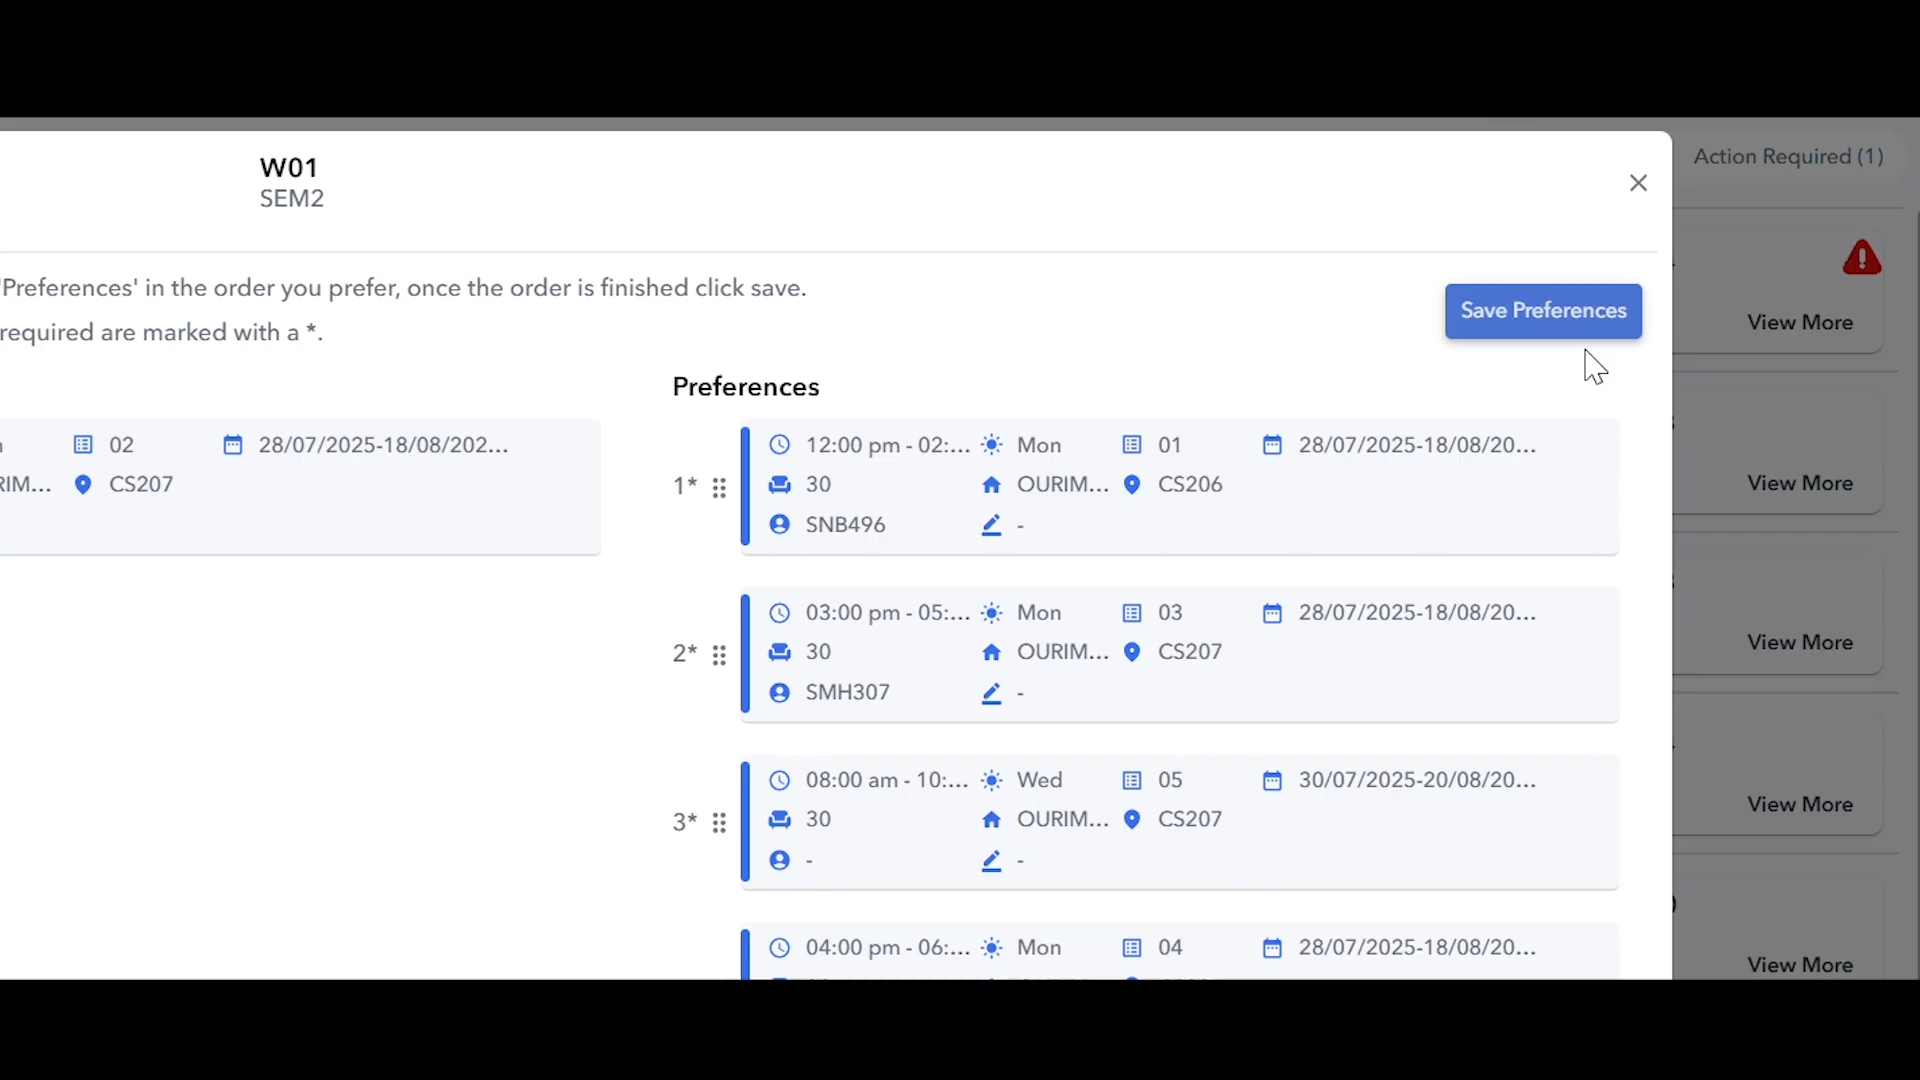 W01
SEM2
Action Required (1)
'Preferences' in the order you prefer, once the order is finished click save.
required are marked with a *.
Save Preferences
View More
Preferences
02 28/07/2025-18/08/202...
RIM... CS207
1*
12:00 pm - 02:... Mon 01 28/07/2025-18/08/20...
30 OURIM... CS206
SNB496 -
View More
2*
03:00 pm - 05:... Mon 03 28/07/2025-18/08/20...
30 OURIM... CS207
SMH307 -
View More
3*
08:00 am - 10:... Wed 05 30/07/2025-20/08/20...
30 OURIM... CS207
- -
View More
04:00 pm - 06:... Mon 04 28/07/2025-18/08/20...
View More